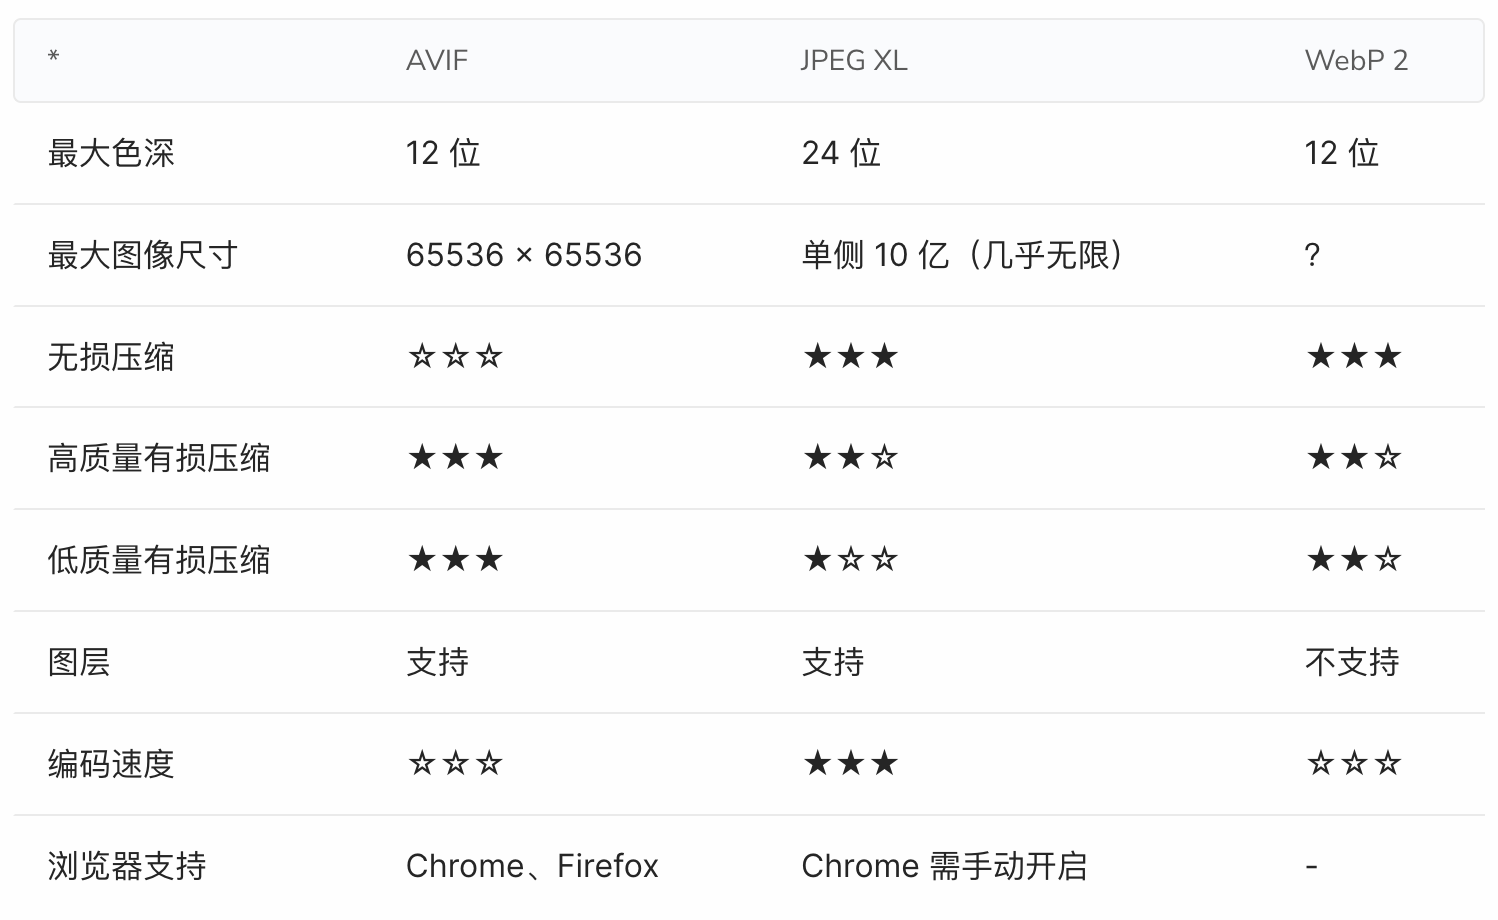 * AVIF JPEG XL WebP 2
最大色深 12 位 24 位 12 位
最大图像尺寸 65536 × 65536 单侧 10 亿（几乎无限） ?
无损压缩 ☆☆☆ ★★★ ★★★
高质量有损压缩 ★★★ ★★☆ ★★☆
低质量有损压缩 ★★★ ★☆☆ ★★☆
图层 支持 支持 不支持
编码速度 ☆☆☆ ★★★ ☆☆☆
浏览器支持 Chrome、Firefox Chrome 需手动开启 -